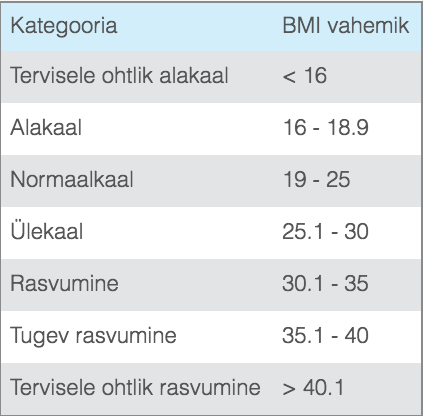 Kategooria BMI vahemik
Tervisele ohtlik alakaal < 16
Alakaal 16 - 18.9
Normaalkaal 19 - 25
Ülekaal 25.1 - 30
Rasvumine 30.1 - 35
Tugev rasvumine 35.1 - 40
Tervisele ohtlik rasvumine > 40.1